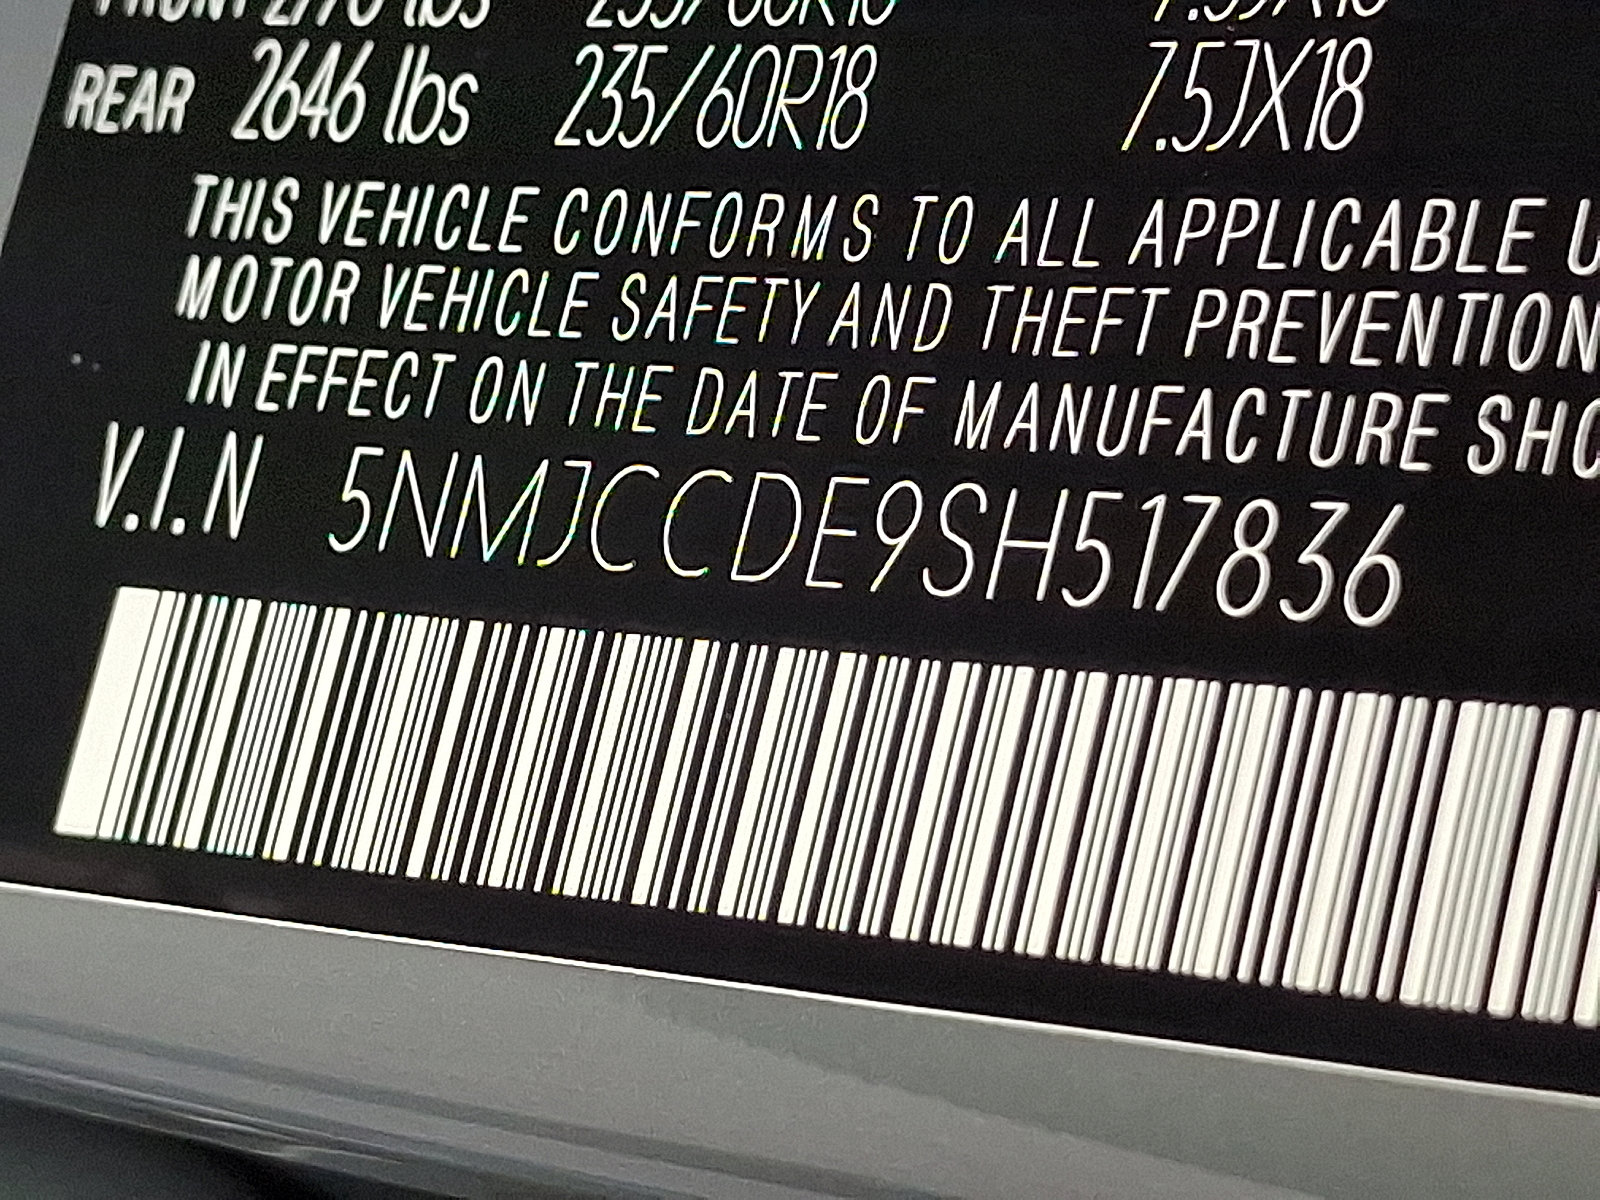 REAR 2646 lbs 235/60R18 7.5JX18
THIS VEHICLE CONFORMS TO ALL APPLICABLE U
MOTOR VEHICLE SAFETY AND THEFT PREVENTION
IN EFFECT ON THE DATE OF MANUFACTURE SHO
V.I.N 5NMJCCDE9SH517836